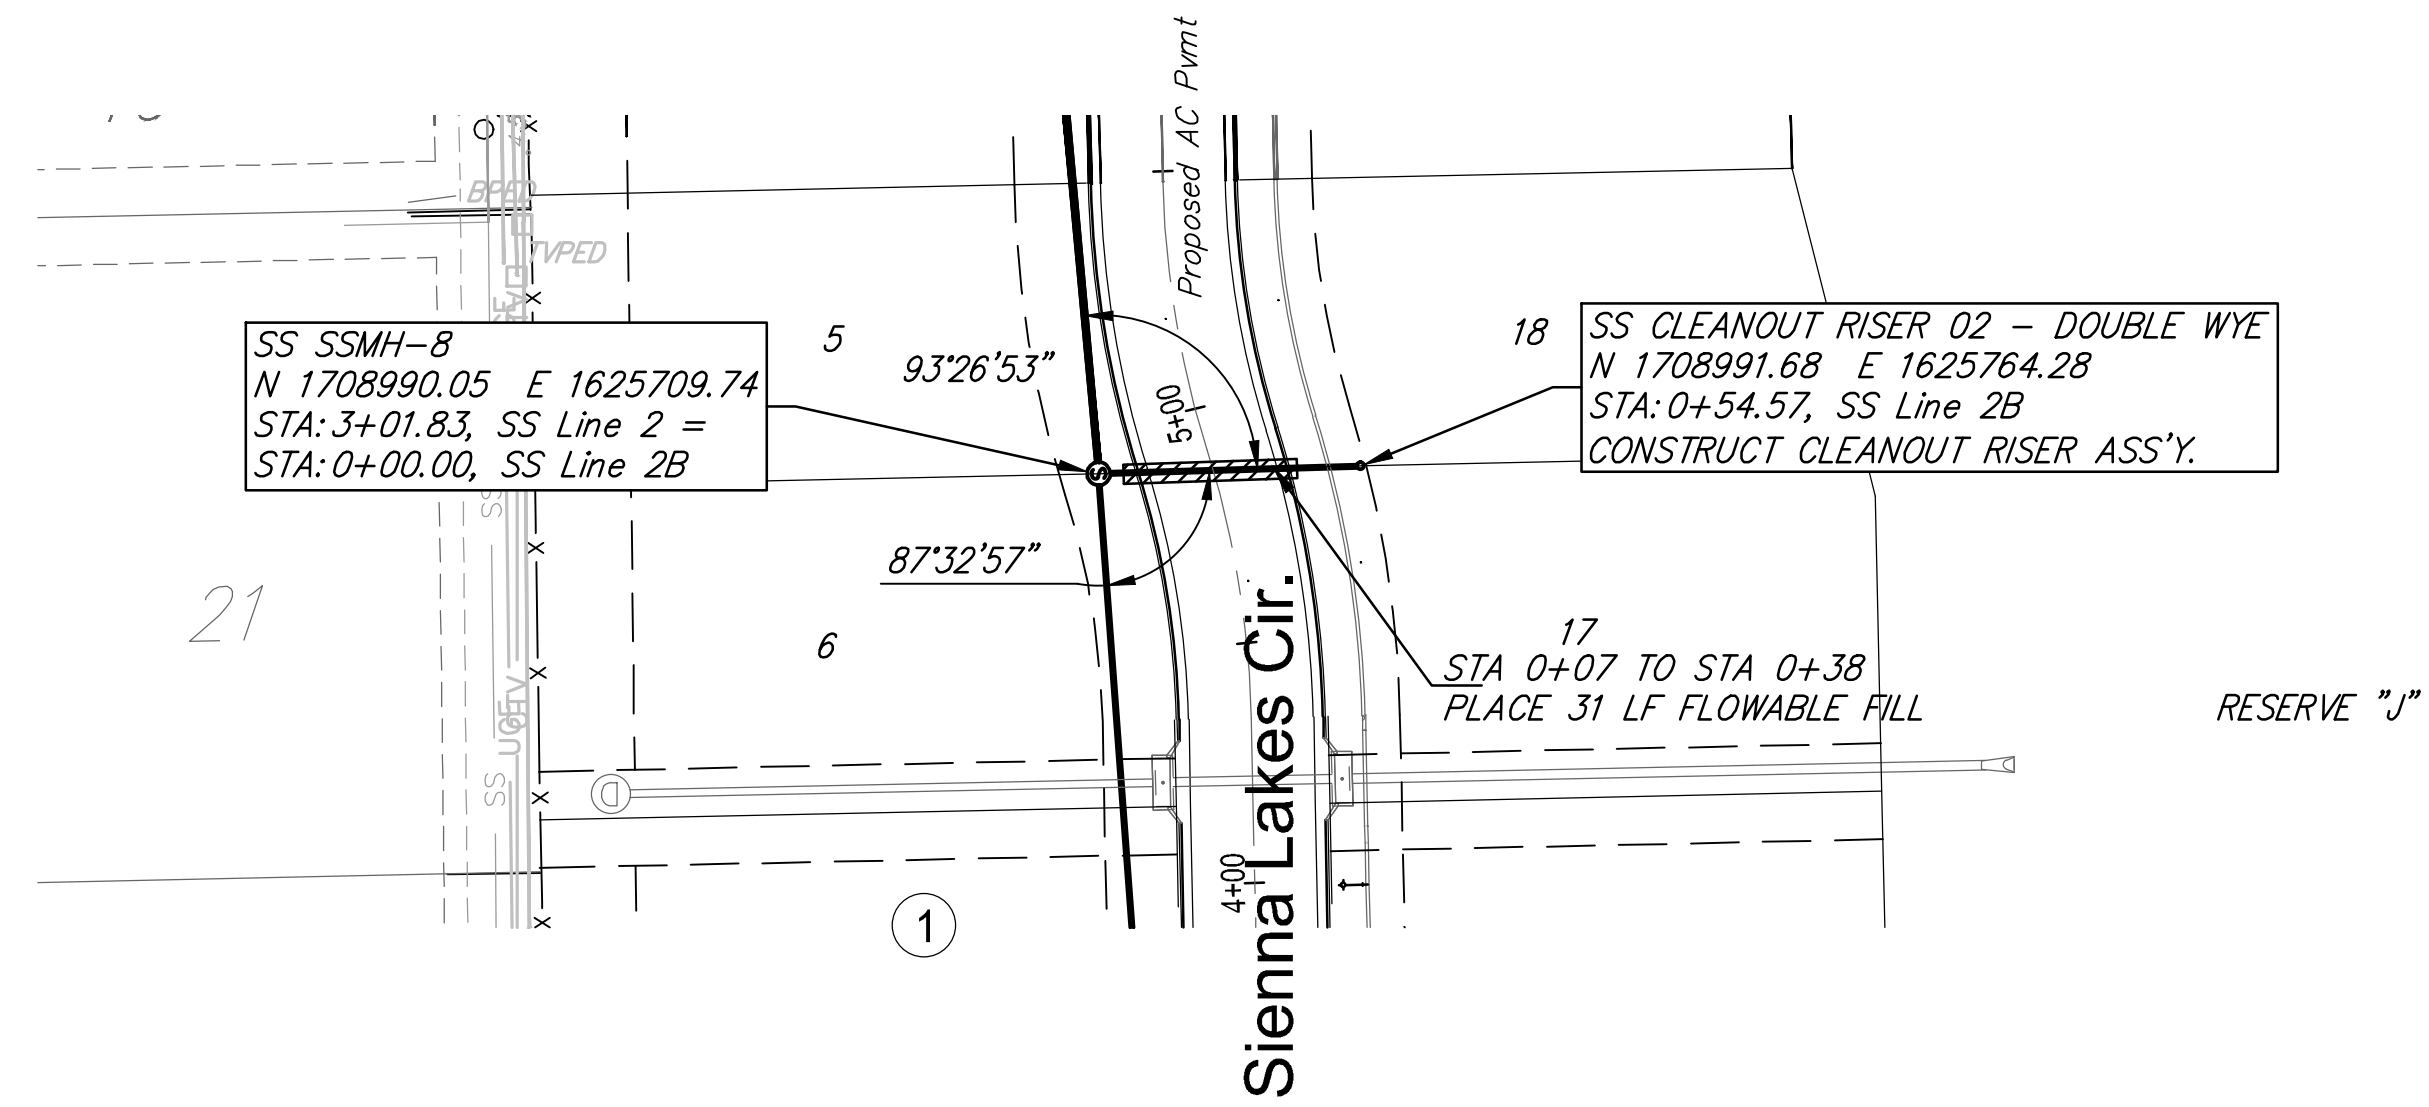 Proposed AC Pvmt
BPED
TVPED
SS SSMH-8
N 1708990.05 E 1625709.74
STA: 3+01.83, SS Line 2 =
STA: 0+00.00, SS Line 2B
5
93°26'53"
5+00
18
SS CLEANOUT RISER 02 - DOUBLE WYE
N 1708991.68 E 1625764.28
STA: 0+54.57, SS Line 2B
CONSTRUCT CLEANOUT RISER ASS'Y.
S
SS
87°32'57"
21
6
17
STA 0+07 TO STA 0+38
PLACE 31 LF FLOWABLE FILL
RESERVE "J"
SS
D
4+00
Sienna Lakes Cir.
1